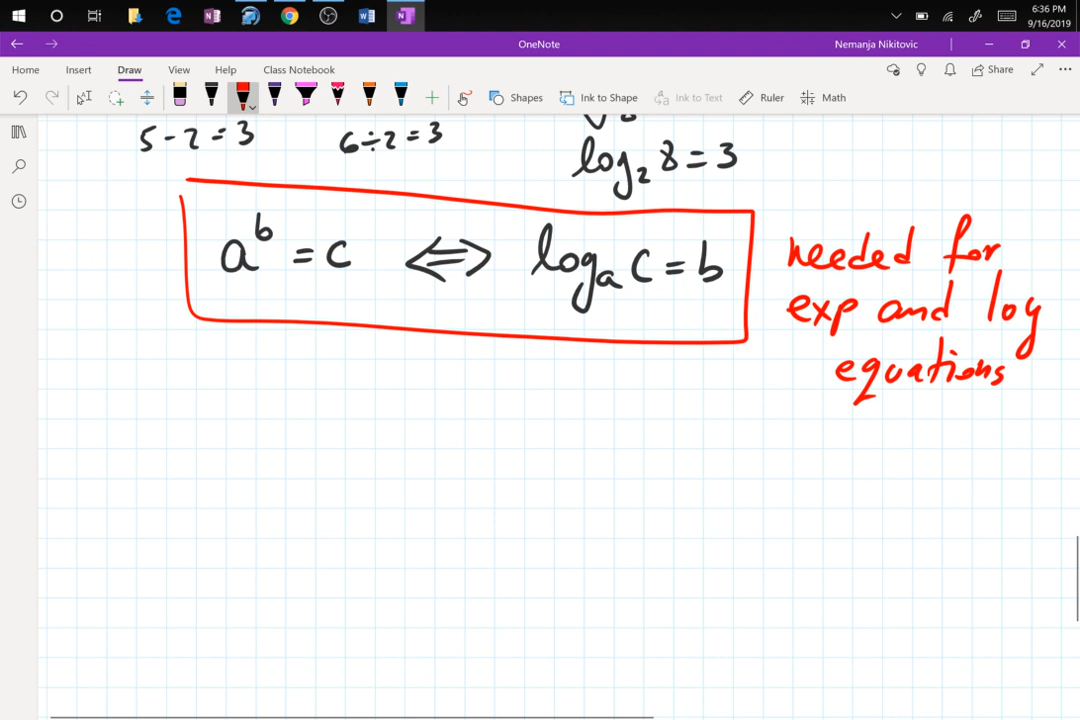 6:36 PM
9/16/2019
OneNote
Nemanja Nikitovic
Home Insert Draw View Help Class Notebook
Share
Shapes Ink to Shape Ink to Text Ruler Math
5 - 2 = 3 6 ÷ 2 = 3
log₂ 8 = 3
aᵇ = c ⇔ logₐ c = b
needed for
exp and log
equations